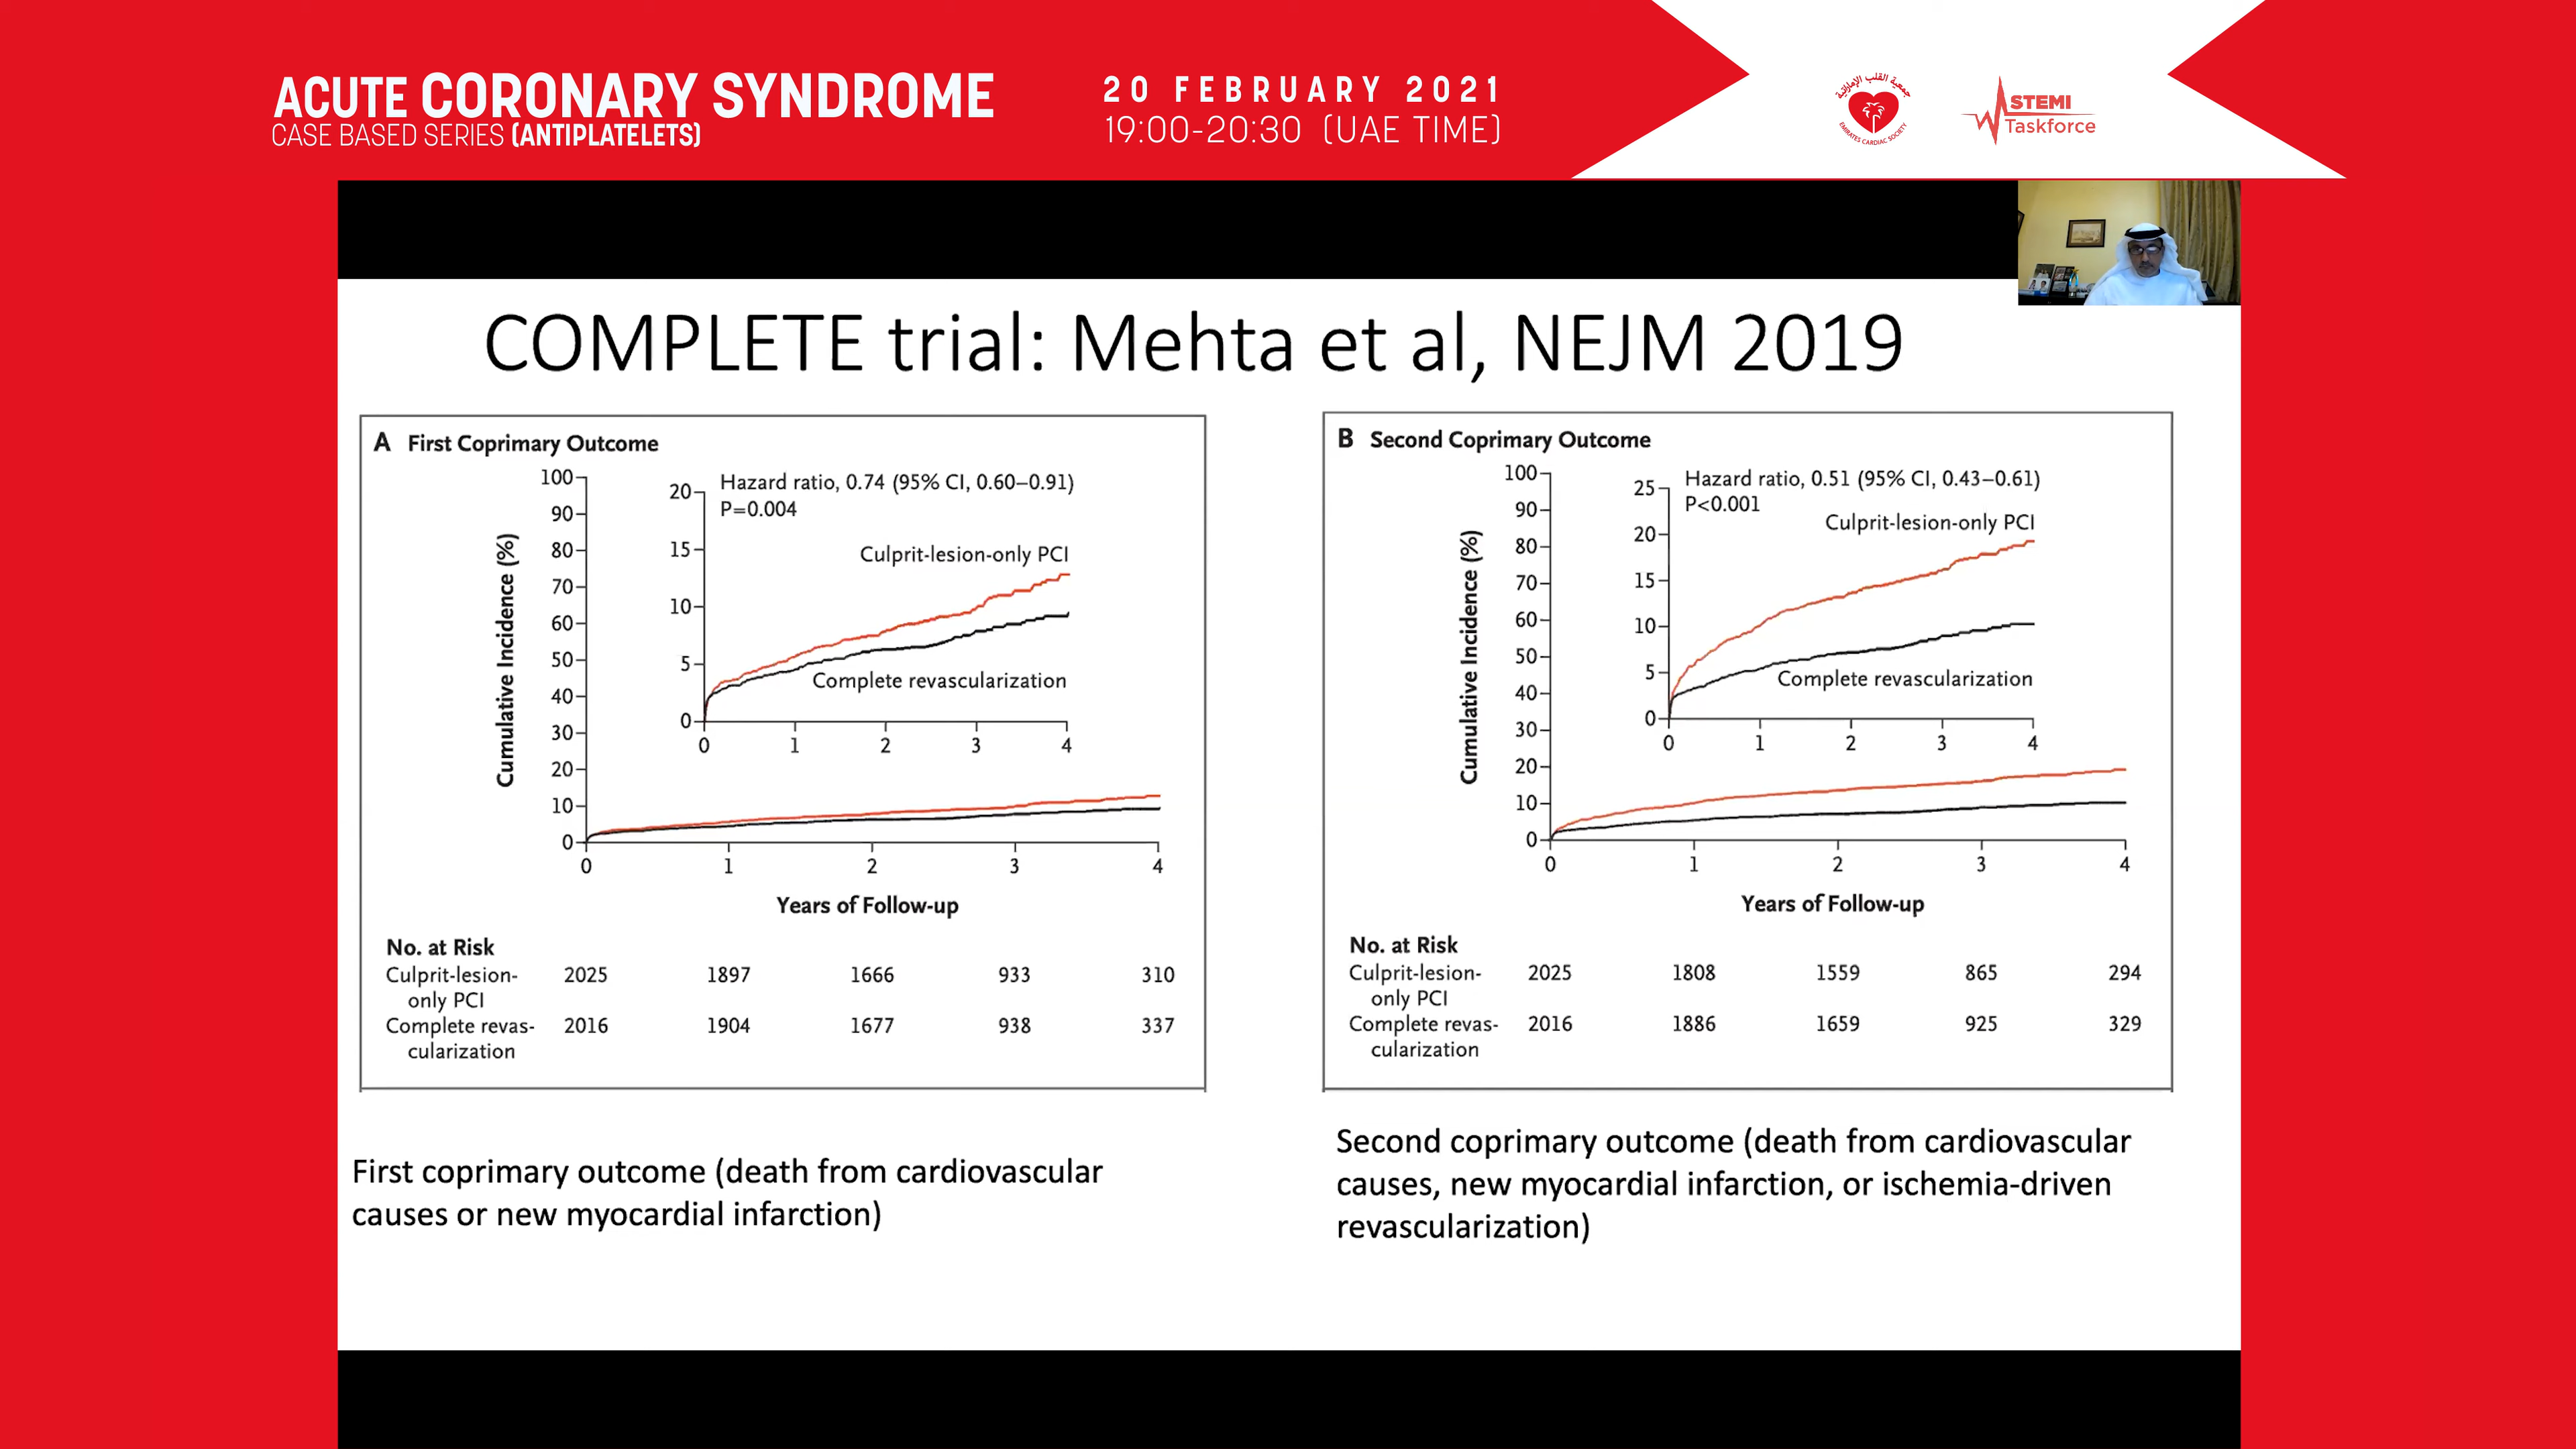 ACUTE CORONARY SYNDROME
CASE BASED SERIES (ANTIPLATELETS)
20 FEBRUARY 2021
19:00-20:30 (UAE TIME)
جمعية القلب الإماراتية
EMIRATES CARDIAC SOCIETY
STEMI
Taskforce
COMPLETE trial: Mehta et al, NEJM 2019
A First Coprimary Outcome
Cumulative Incidence (%)
100
90
80
70
60
50
40
30
20
10
0
0 1 2 3 4
20
15
10
5
0
0 1 2 3 4
Hazard ratio, 0.74 (95% CI, 0.60–0.91)
P=0.004
Culprit-lesion-only PCI
Complete revascularization
Years of Follow-up
No. at Risk
Culprit-lesion- 2025 1897 1666 933 310
only PCI
Complete revas- 2016 1904 1677 938 337
cularization
First coprimary outcome (death from cardiovascular
causes or new myocardial infarction)
B Second Coprimary Outcome
Cumulative Incidence (%)
100
90
80
70
60
50
40
30
20
10
0
0 1 2 3 4
25
20
15
10
5
0
0 1 2 3 4
Hazard ratio, 0.51 (95% CI, 0.43–0.61)
P<0.001
Culprit-lesion-only PCI
Complete revascularization
Years of Follow-up
No. at Risk
Culprit-lesion- 2025 1808 1559 865 294
only PCI
Complete revas- 2016 1886 1659 925 329
cularization
Second coprimary outcome (death from cardiovascular
causes, new myocardial infarction, or ischemia-driven
revascularization)